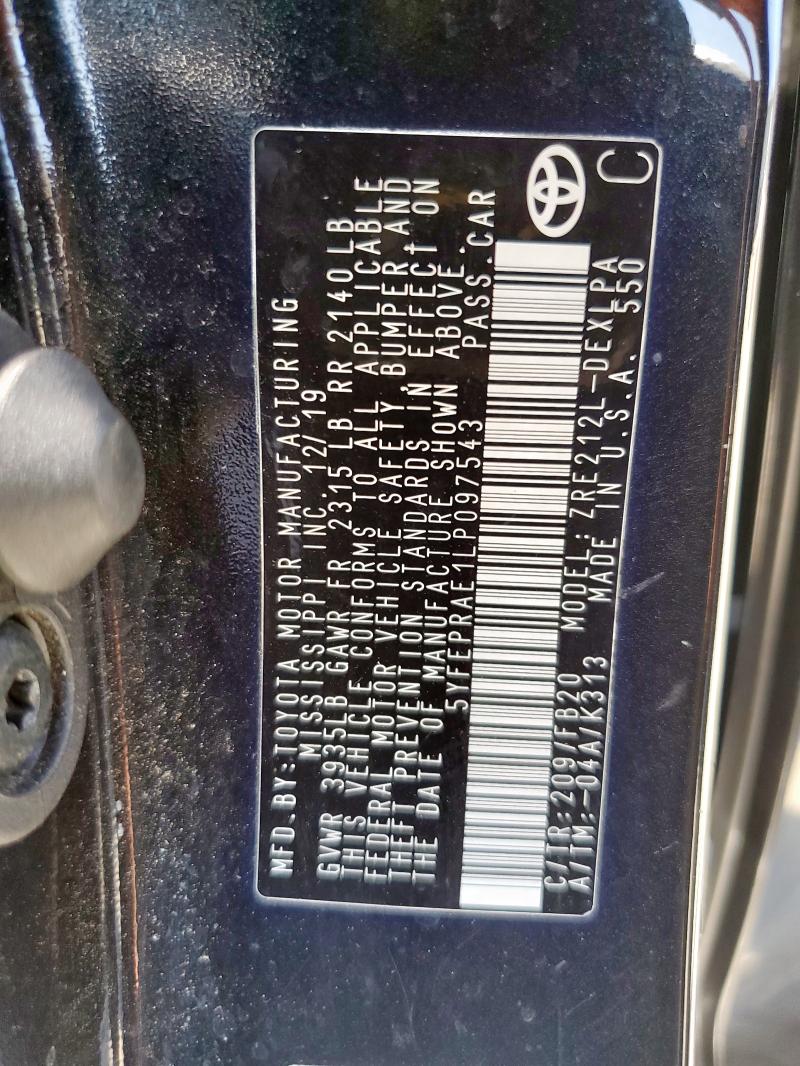 MFD.BY:TOYOTA MOTOR MANUFACTURING
MISSISSIPPI INC. 12/19
GVWR 3935LB GAWR FR 2315 LB RR 2140 LB
THIS VEHICLE CONFORMS TO ALL APPLICABLE
FEDERAL MOTOR VEHICLE SAFETY, BUMPER, AND
THEFT PREVENTION STANDARDS IN EFFECT ON
THE DATE OF MANUFACTURE SHOWN ABOVE.
5YFEPRAE1LP097543 PASS.CAR
C/TR:209/FB20 MODEL:ZRE212L-DEXLPA
A/TM:-04A/K313 MADE IN U.S.A. 550
C